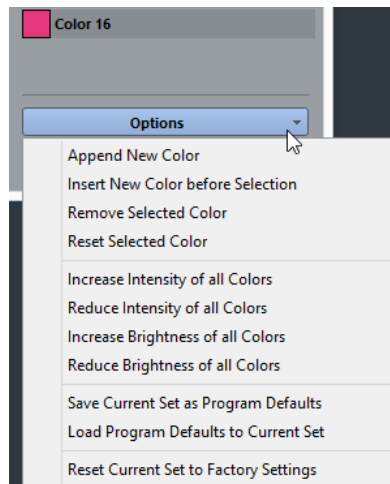 Color 16
Options
Append New Color
Insert New Color before Selection
Remove Selected Color
Reset Selected Color
Increase Intensity of all Colors
Reduce Intensity of all Colors
Increase Brightness of all Colors
Reduce Brightness of all Colors
Save Current Set as Program Defaults
Load Program Defaults to Current Set
Reset Current Set to Factory Settings